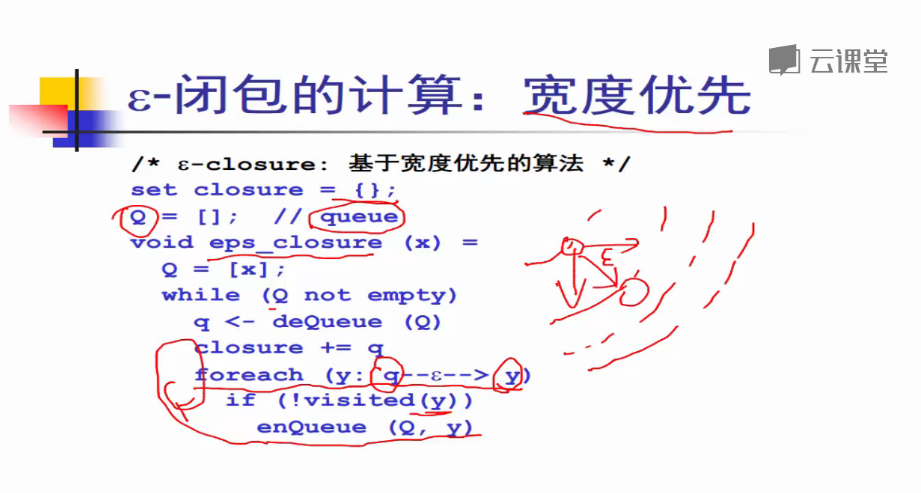 云课堂
ε-闭包的计算：宽度优先
/* ε-closure: 基于宽度优先的算法 */
set closure = {};
Q = []; // queue
void eps_closure (x) =
Q = [x];
while (Q not empty)
q <- deQueue (Q)
closure += q
foreach (y: q--ε--> y)
if (!visited(y))
enQueue (Q, y)
ε